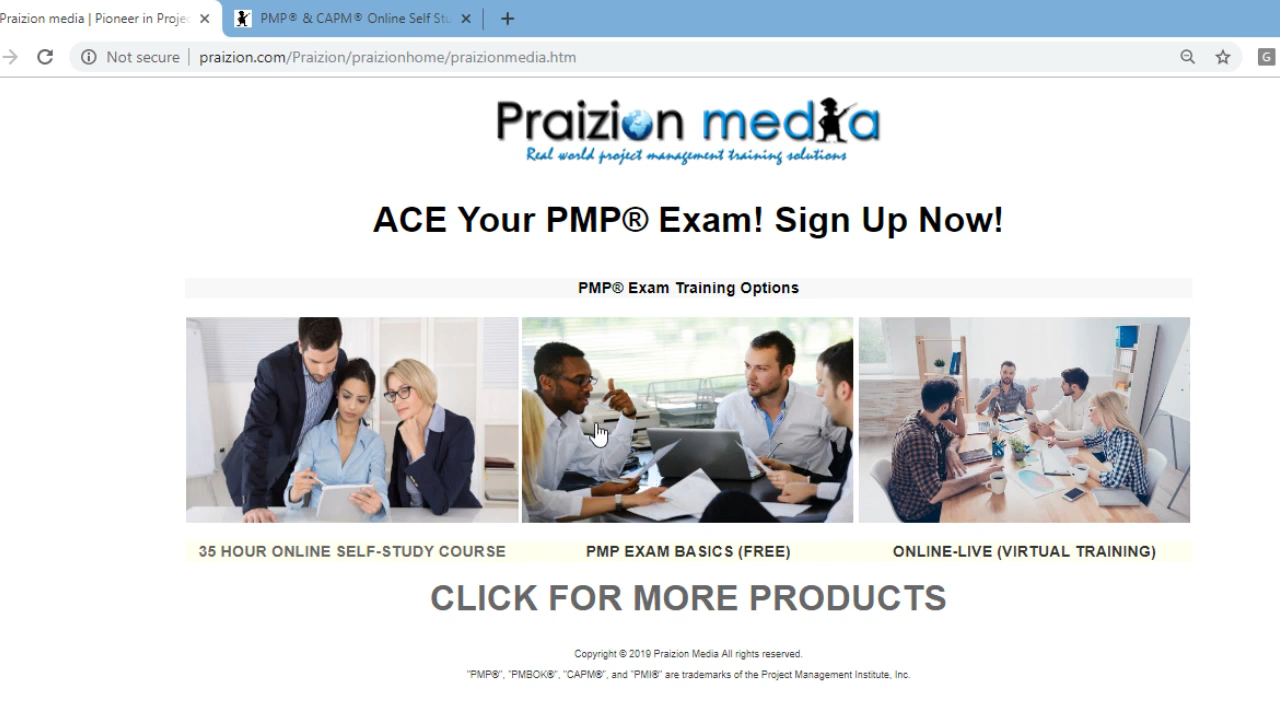 Praizion media | Pioneer in Projec
PMP® & CAPM® Online Self Stu
Not secure
praizion.com/Praizion/praizionhome/praizionmedia.htm
G
Praizion media
Real world project management training solutions
ACE Your PMP® Exam! Sign Up Now!
PMP® Exam Training Options
35 HOUR ONLINE SELF-STUDY COURSE
PMP EXAM BASICS (FREE)
ONLINE-LIVE (VIRTUAL TRAINING)
CLICK FOR MORE PRODUCTS
Copyright © 2019 Praizion Media All rights reserved.
"PMP®", "PMBOK®", "CAPM®", and "PMI®" are trademarks of the Project Management Institute, Inc.